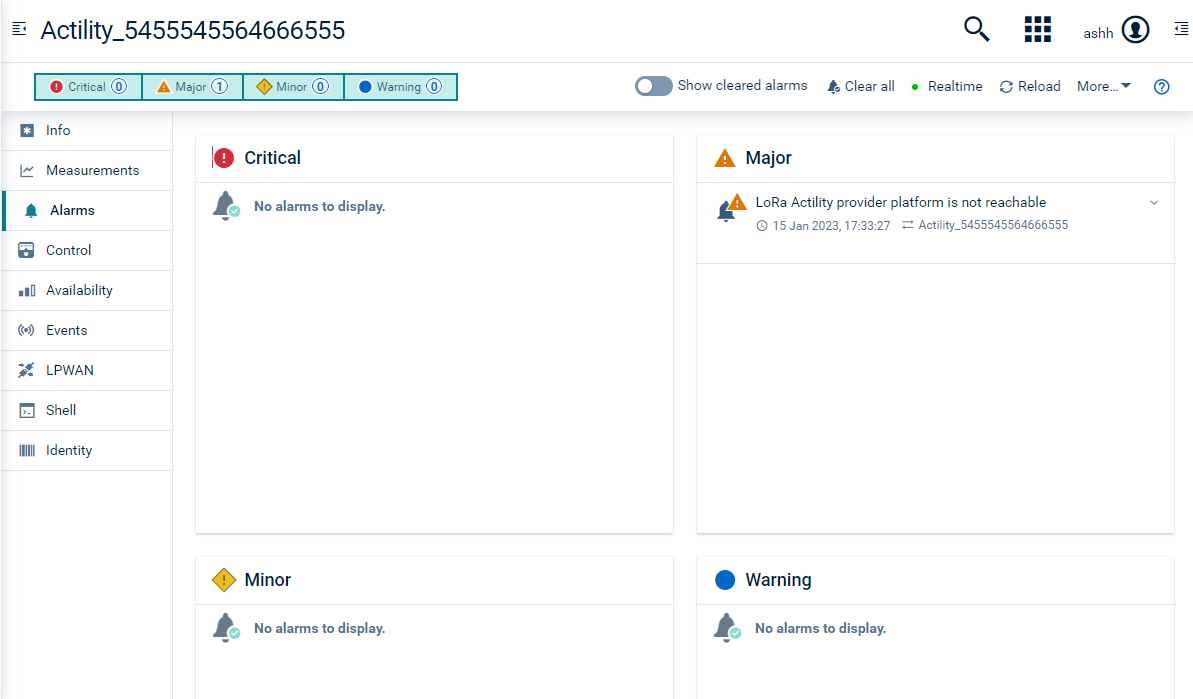 Actility_5455545564666555
ashh
Critical 0 Major 1 Minor 0 Warning 0
Show cleared alarms Clear all Realtime Reload More...
Info
Measurements
Alarms
Control
Availability
Events
LPWAN
Shell
Identity
Critical
No alarms to display.
Major
LoRa Actility provider platform is not reachable
15 Jan 2023, 17:33:27 Actility_5455545564666555
Minor
No alarms to display.
Warning
No alarms to display.